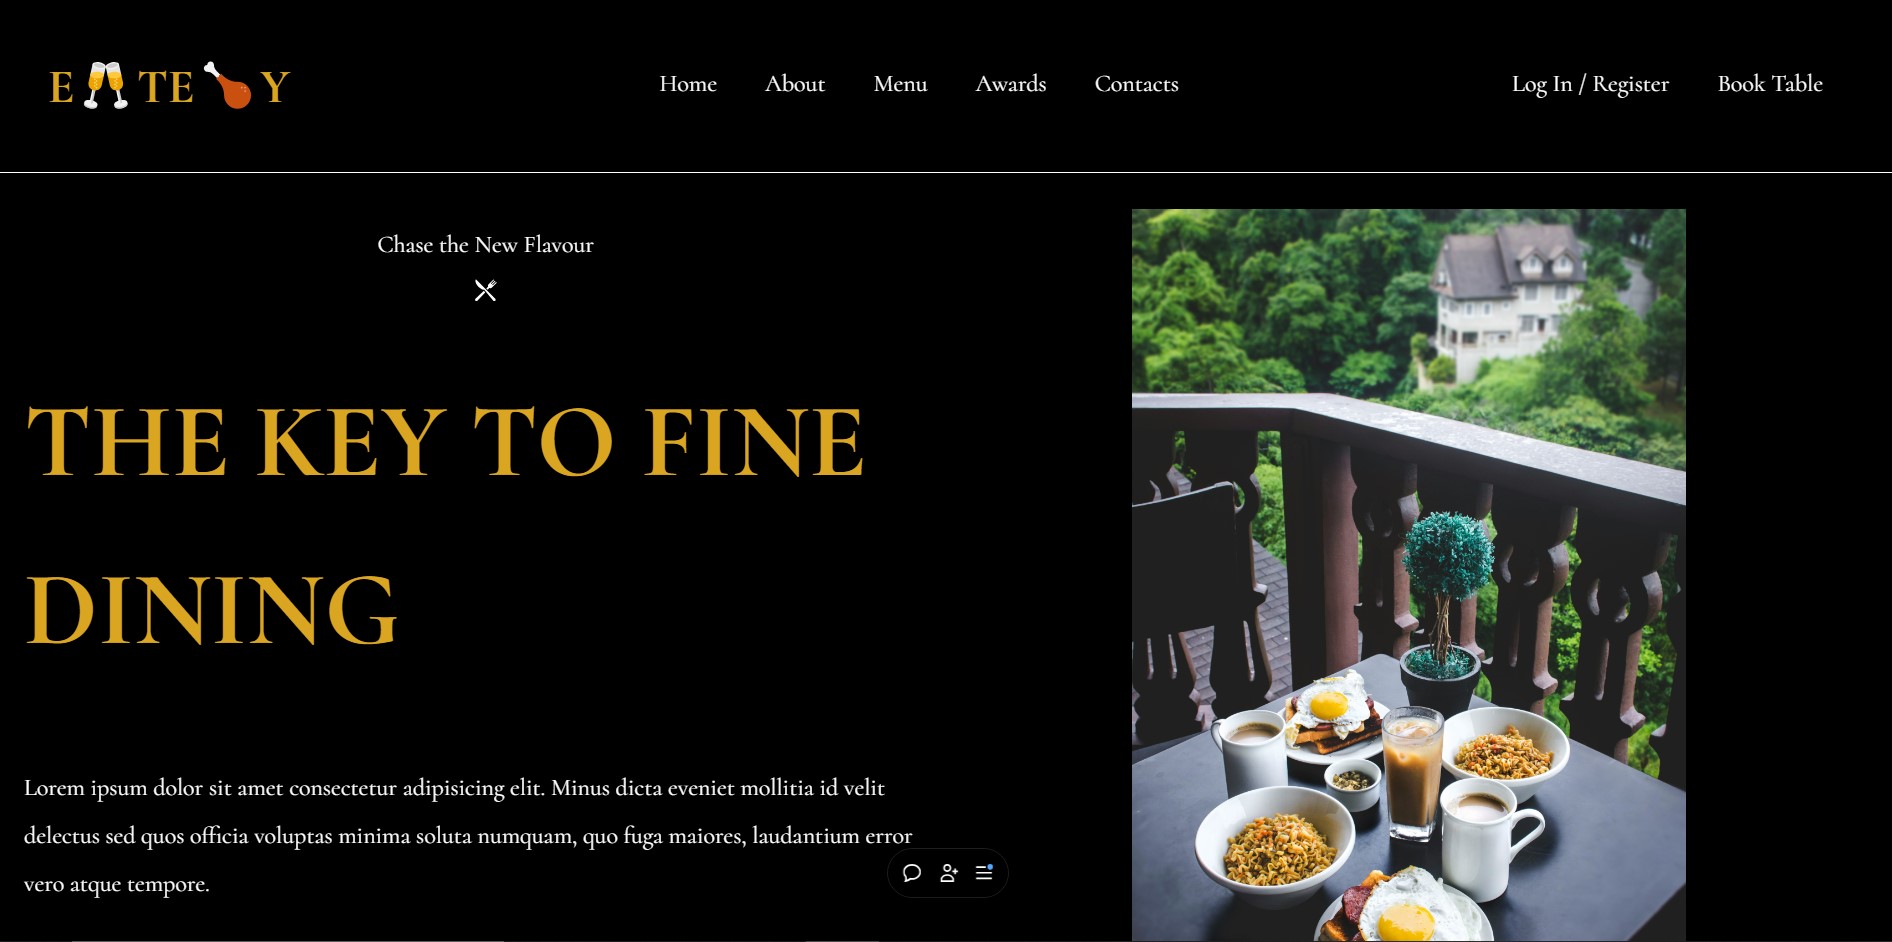 E TE Y
Home About Menu Awards Contacts
Log In / Register Book Table
Chase the New Flavour
THE KEY TO FINE
DINING
Lorem ipsum dolor sit amet consectetur adipisicing elit. Minus dicta eveniet mollitia id velit
delectus sed quos officia voluptas minima soluta numquam, quo fuga maiores, laudantium error
vero atque tempore.